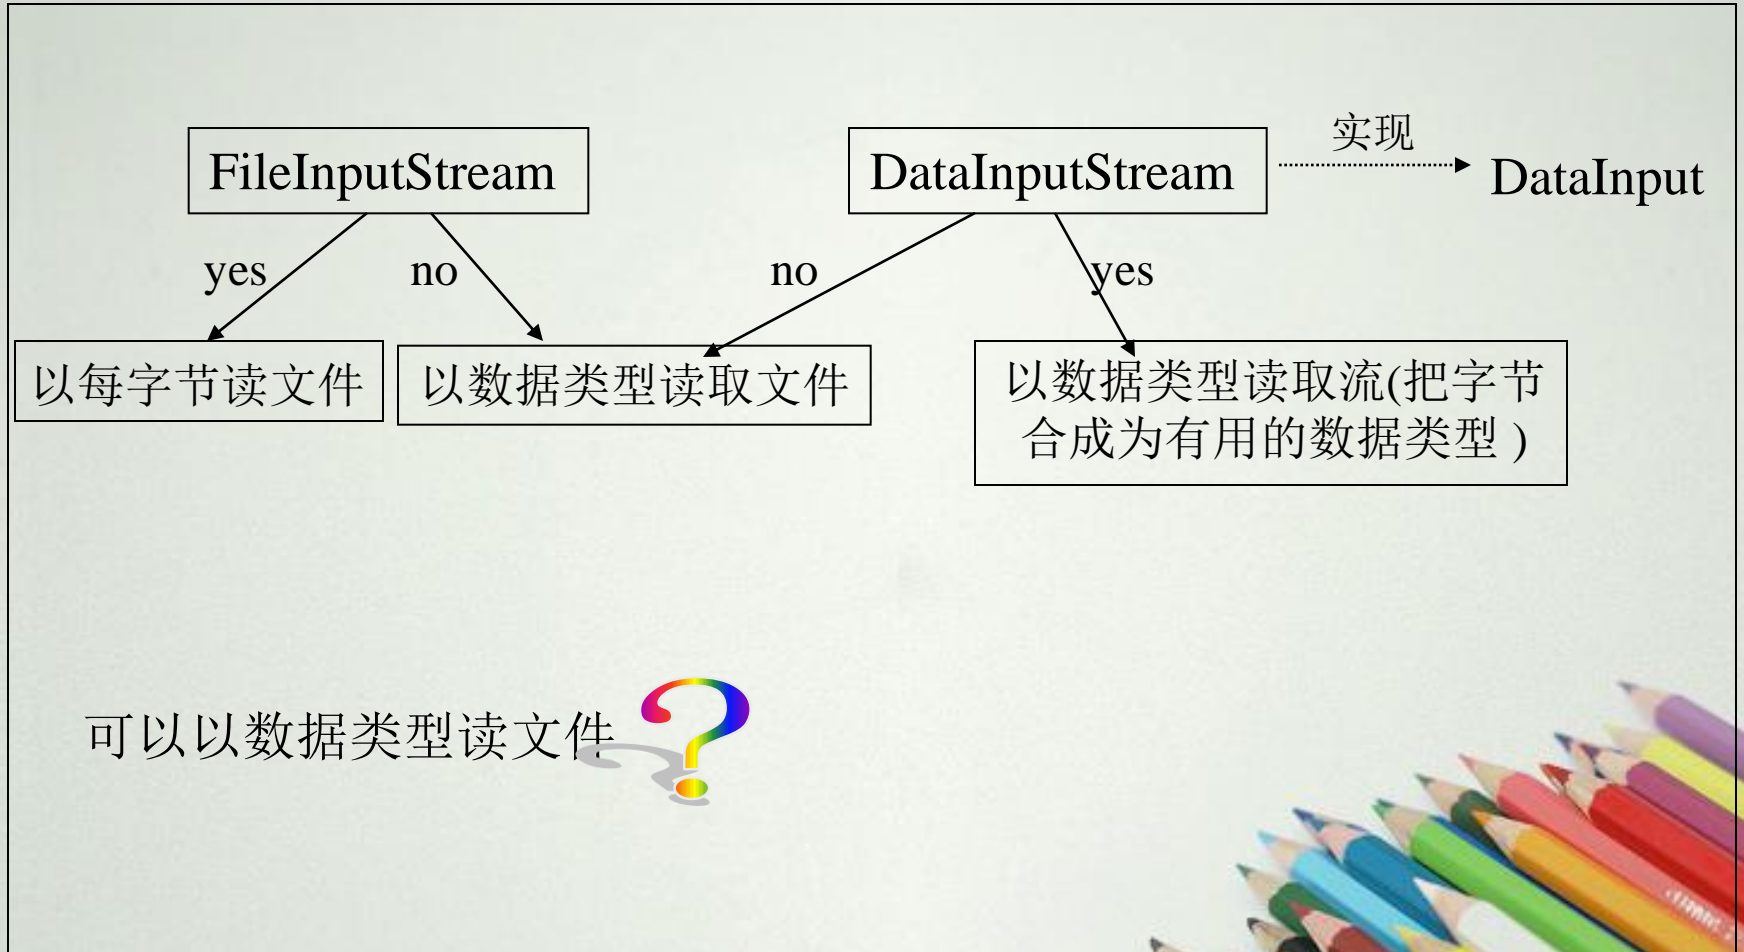 FileInputStream
DataInputStream
实现
DataInput
yes
no
no
yes
以每字节读文件
以数据类型读取文件
以数据类型读取流(把字节
合成为有用的数据类型 )
可以以数据类型读文件
?